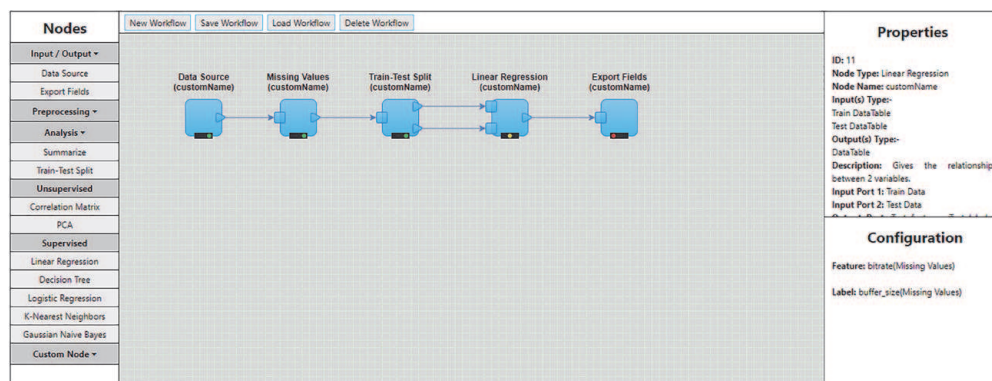 Nodes
Input / Output
Data Source
Export Fields
Preprocessing
Analysis
Summarize
Train-Test Split
Unsupervised
Correlation Matrix
PCA
Supervised
Linear Regression
Decision Tree
Logistic Regression
K-Nearest Neighbors
Gaussian Naive Bayes
Custom Node
New Workflow
Save Workflow
Load Workflow
Delete Workflow
Data Source
(customName)
Missing Values
(customName)
Train-Test Split
(customName)
Linear Regression
(customName)
Export Fields
(customName)
Properties
ID: 11
Node Type: Linear Regression
Node Name: customName
Input(s) Type:-
Train DataTable
Test DataTable
Output(s) Type:-
DataTable
Description: Gives the relationship
between 2 variables.
Input Port 1: Train Data
Input Port 2: Test Data
Configuration
Feature: bitrate(Missing Values)
Label: buffer_size(Missing Values)